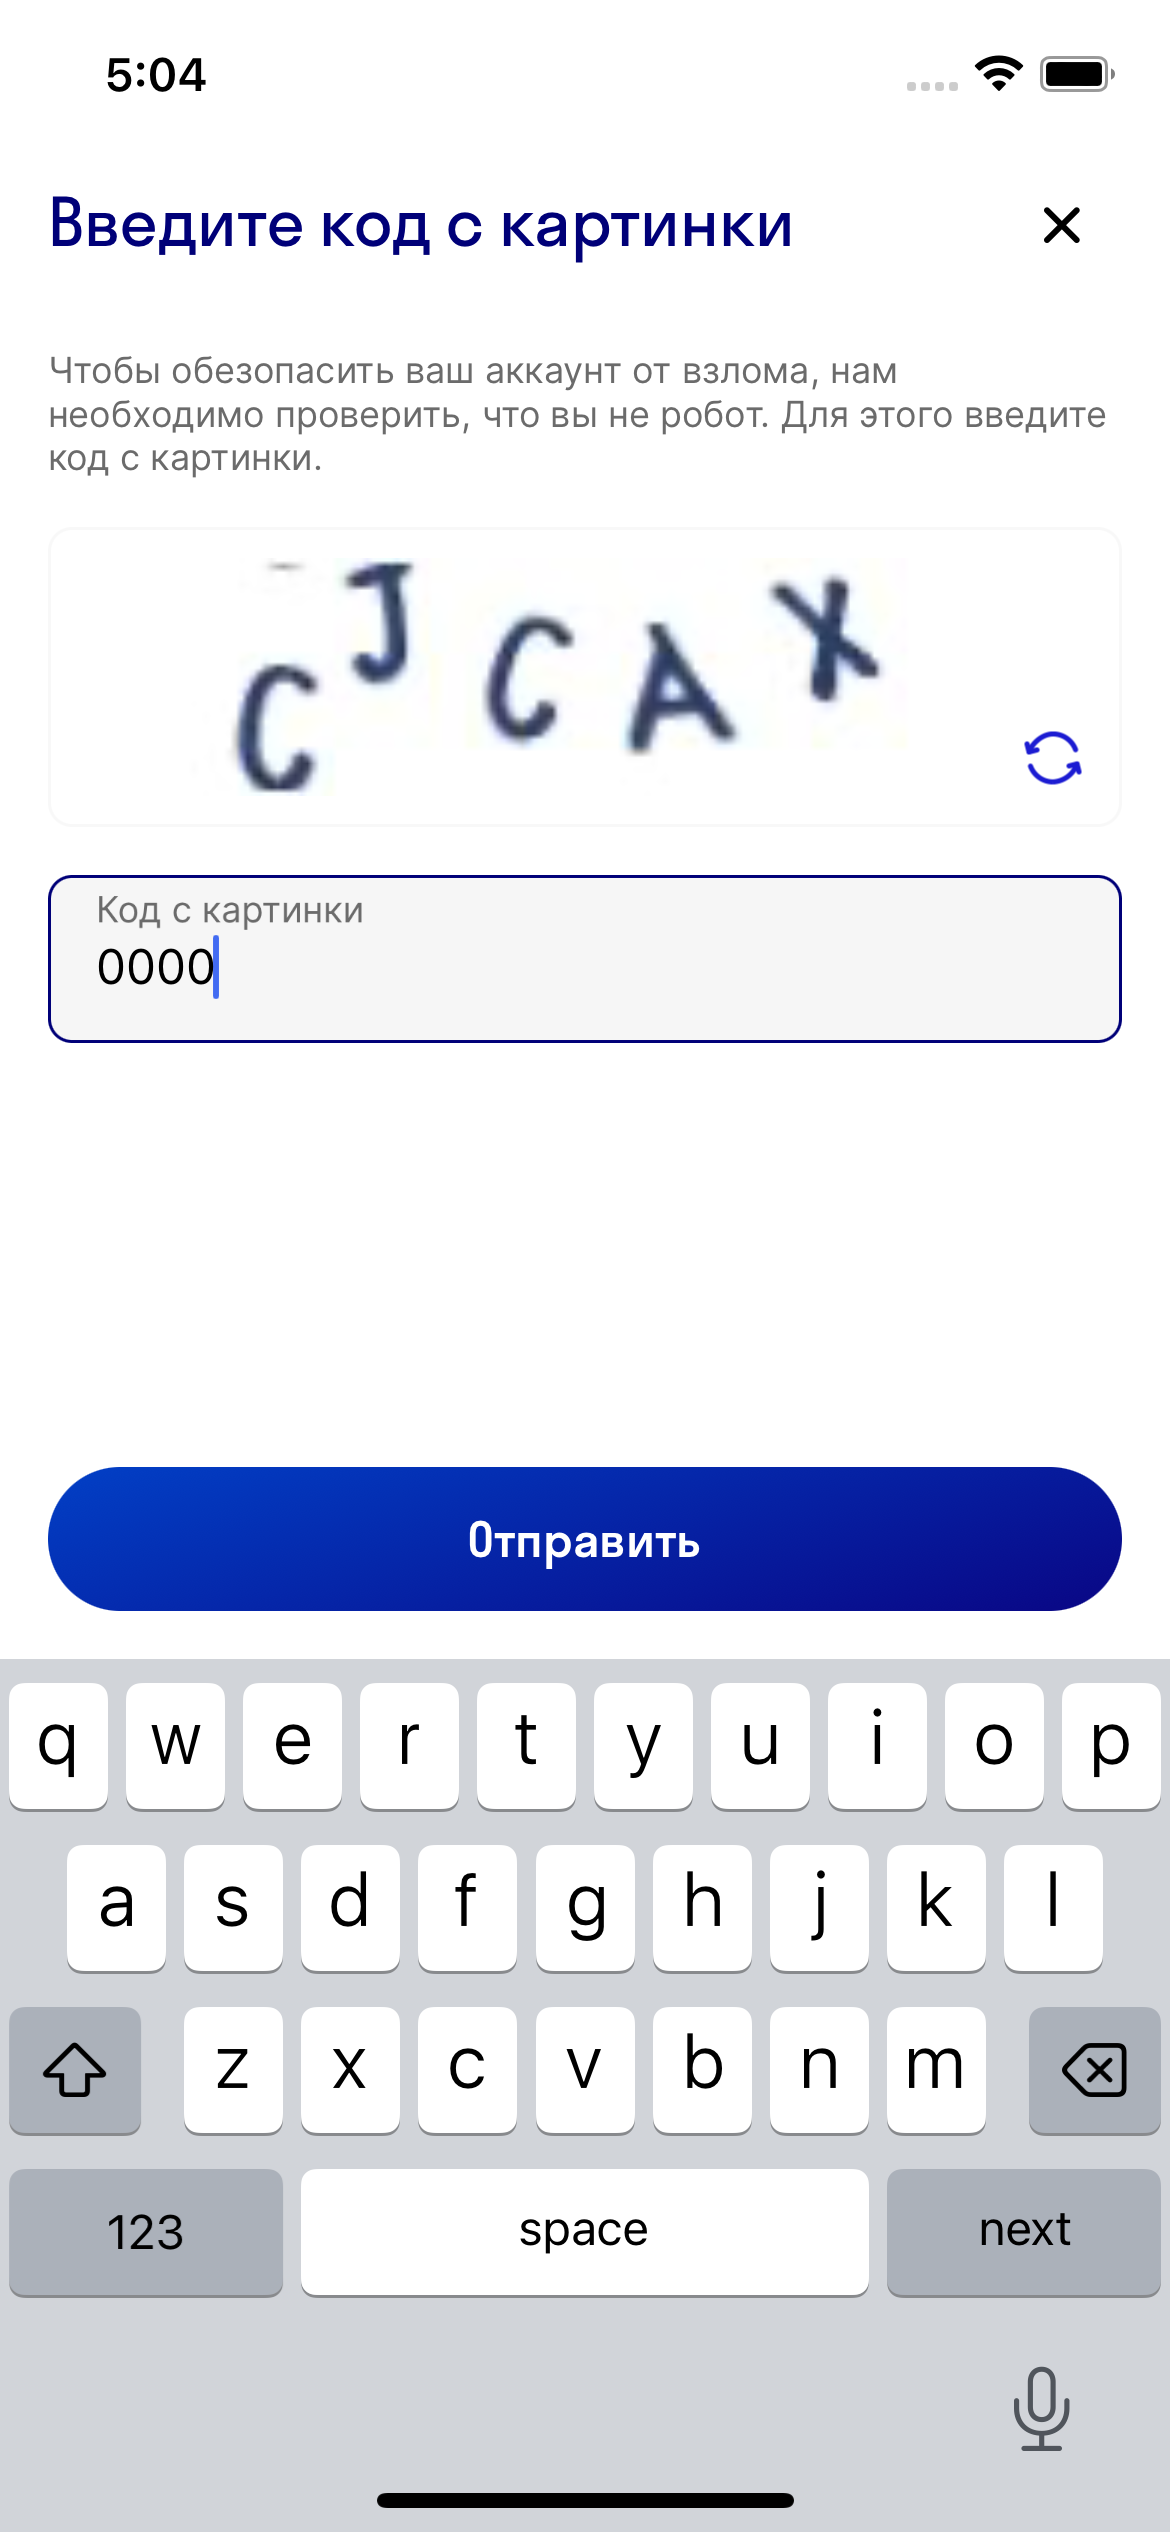 5:04
Введите код с картинки
Чтобы обезопасить ваш аккаунт от взлома, нам
необходимо проверить, что вы не робот. Для этого введите
код с картинки.
C J C A X
Код с картинки
0000
Отправить
q w e r t y u i o p
a s d f g h j k l
z x c v b n m
123 space next